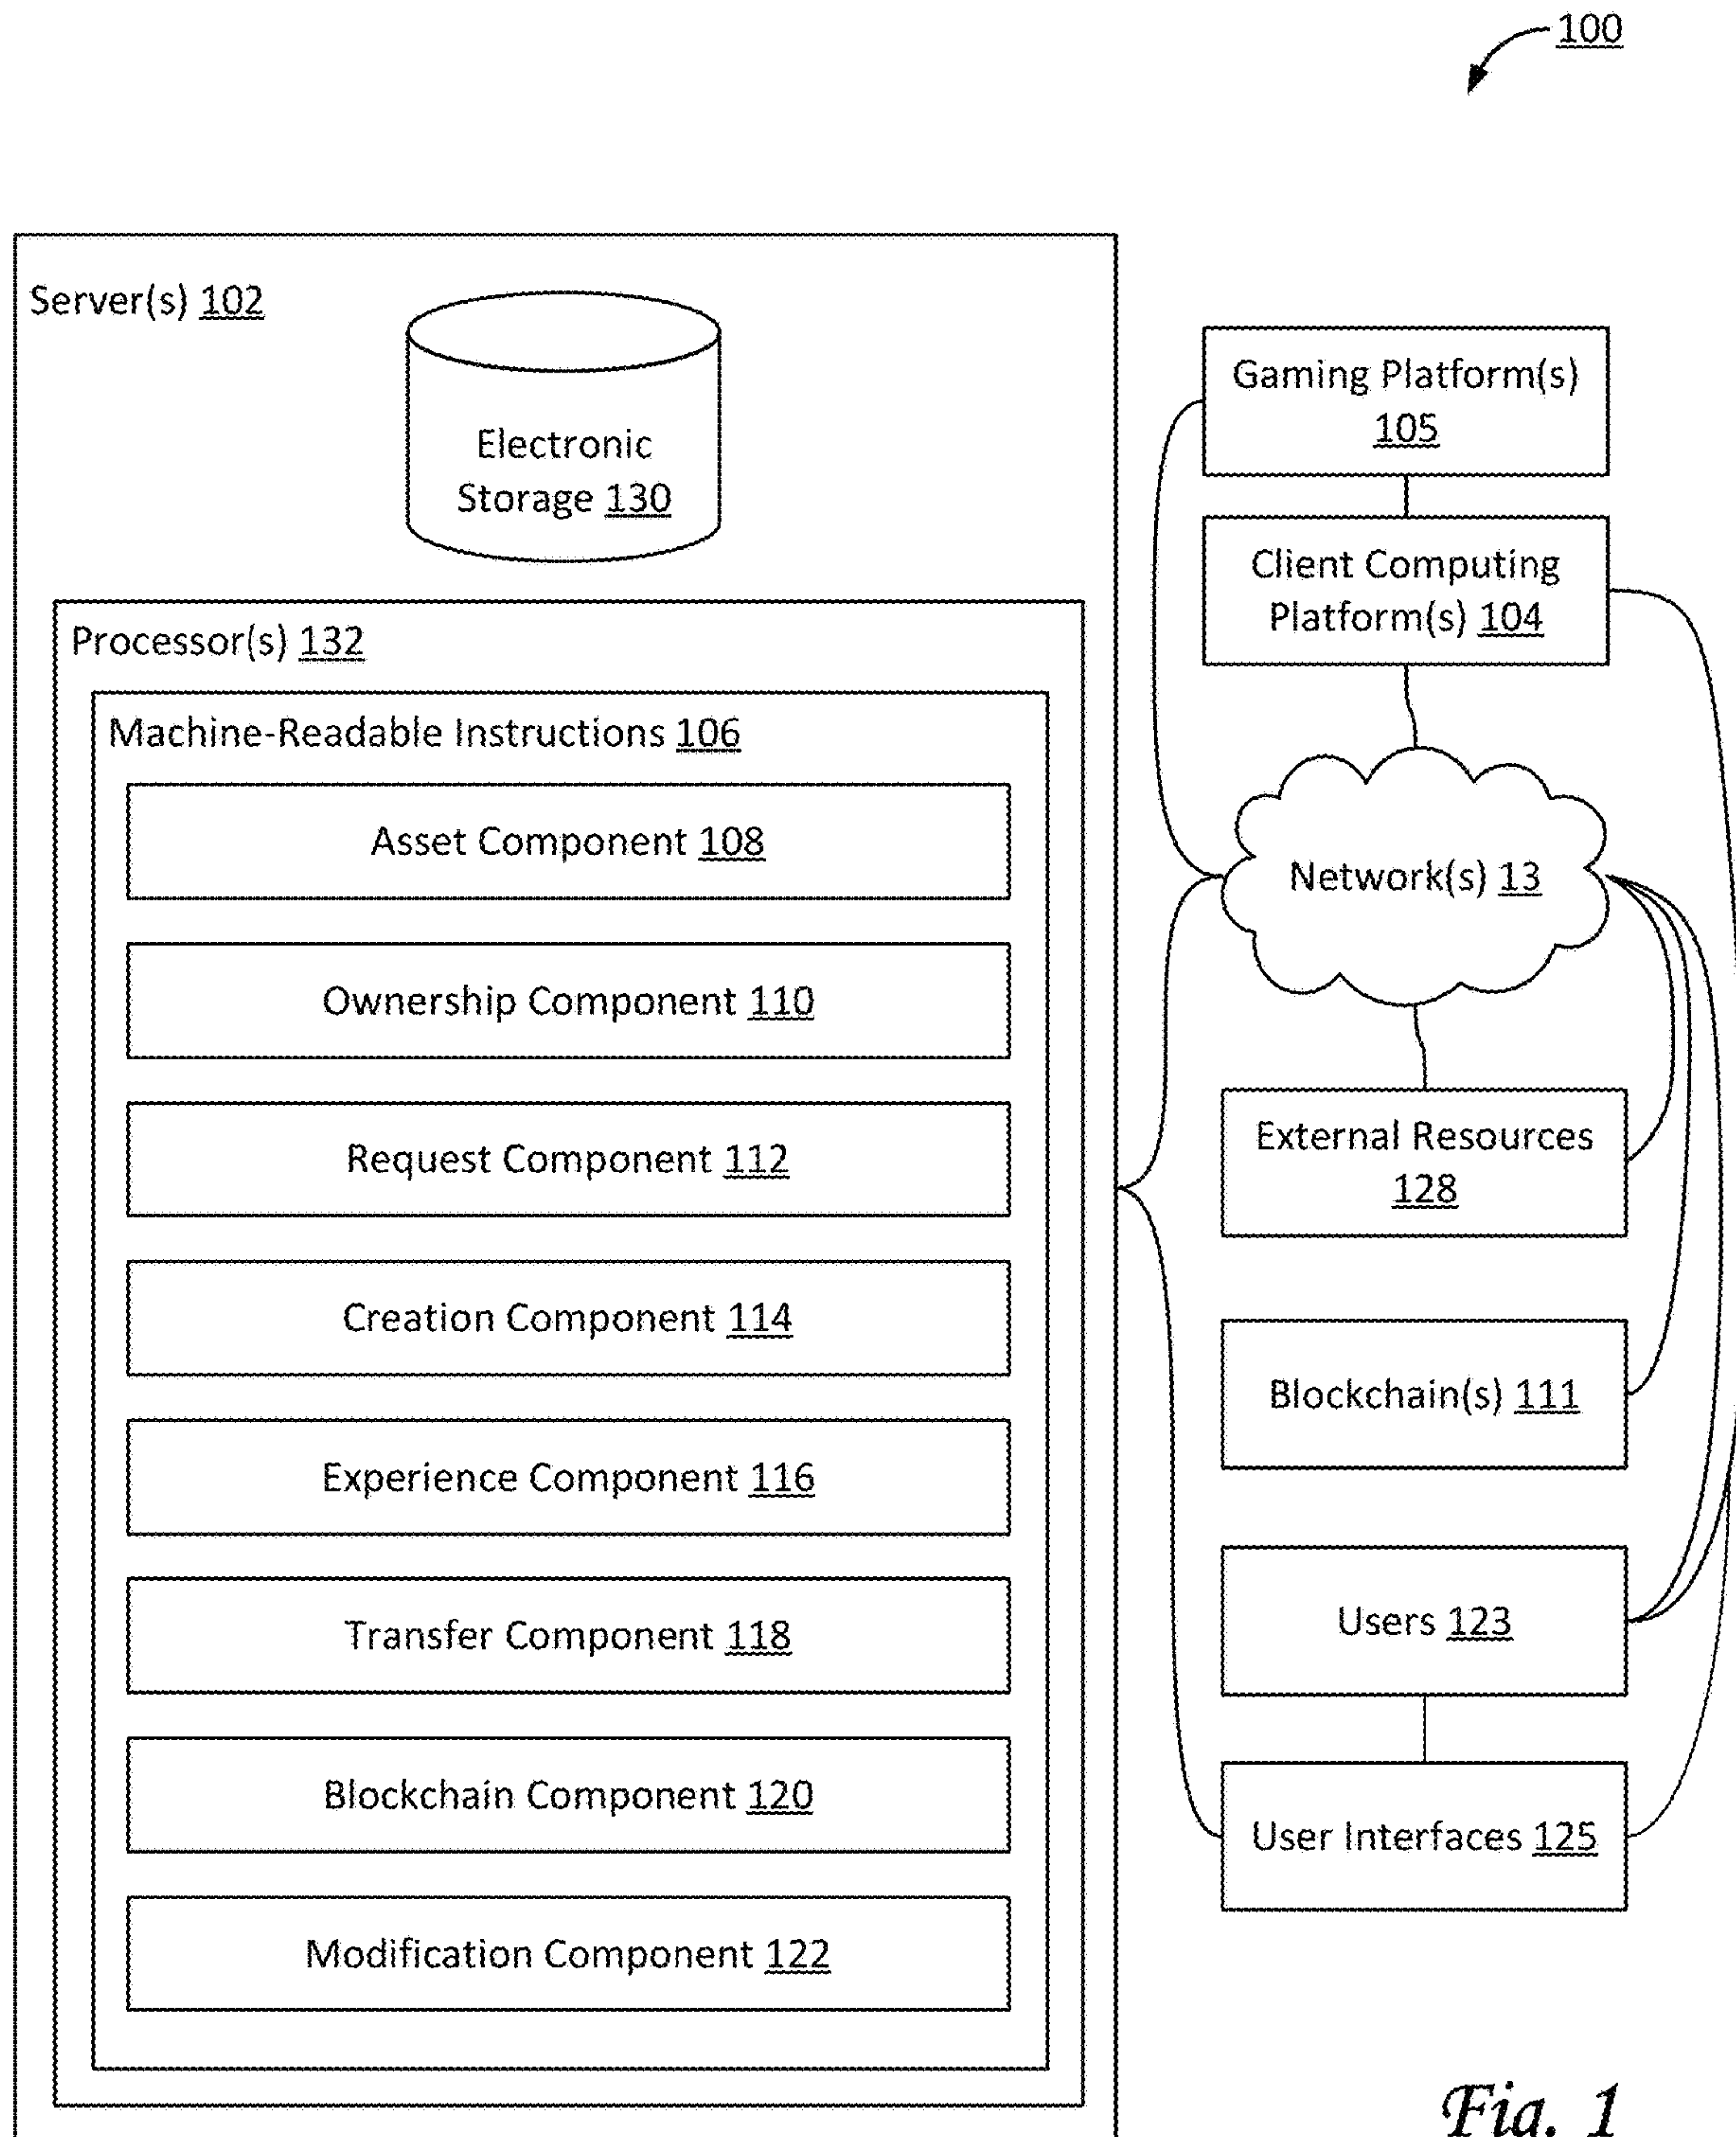 100
Server(s) 102
Electronic
Storage 130
Processor(s) 132
Machine-Readable Instructions 106
Asset Component 108
Ownership Component 110
Request Component 112
Creation Component 114
Experience Component 116
Transfer Component 118
Blockchain Component 120
Modification Component 122
Gaming Platform(s)
105
Client Computing
Platform(s) 104
Network(s) 13
External Resources
128
Blockchain(s) 111
Users 123
User Interfaces 125
Fig. 1